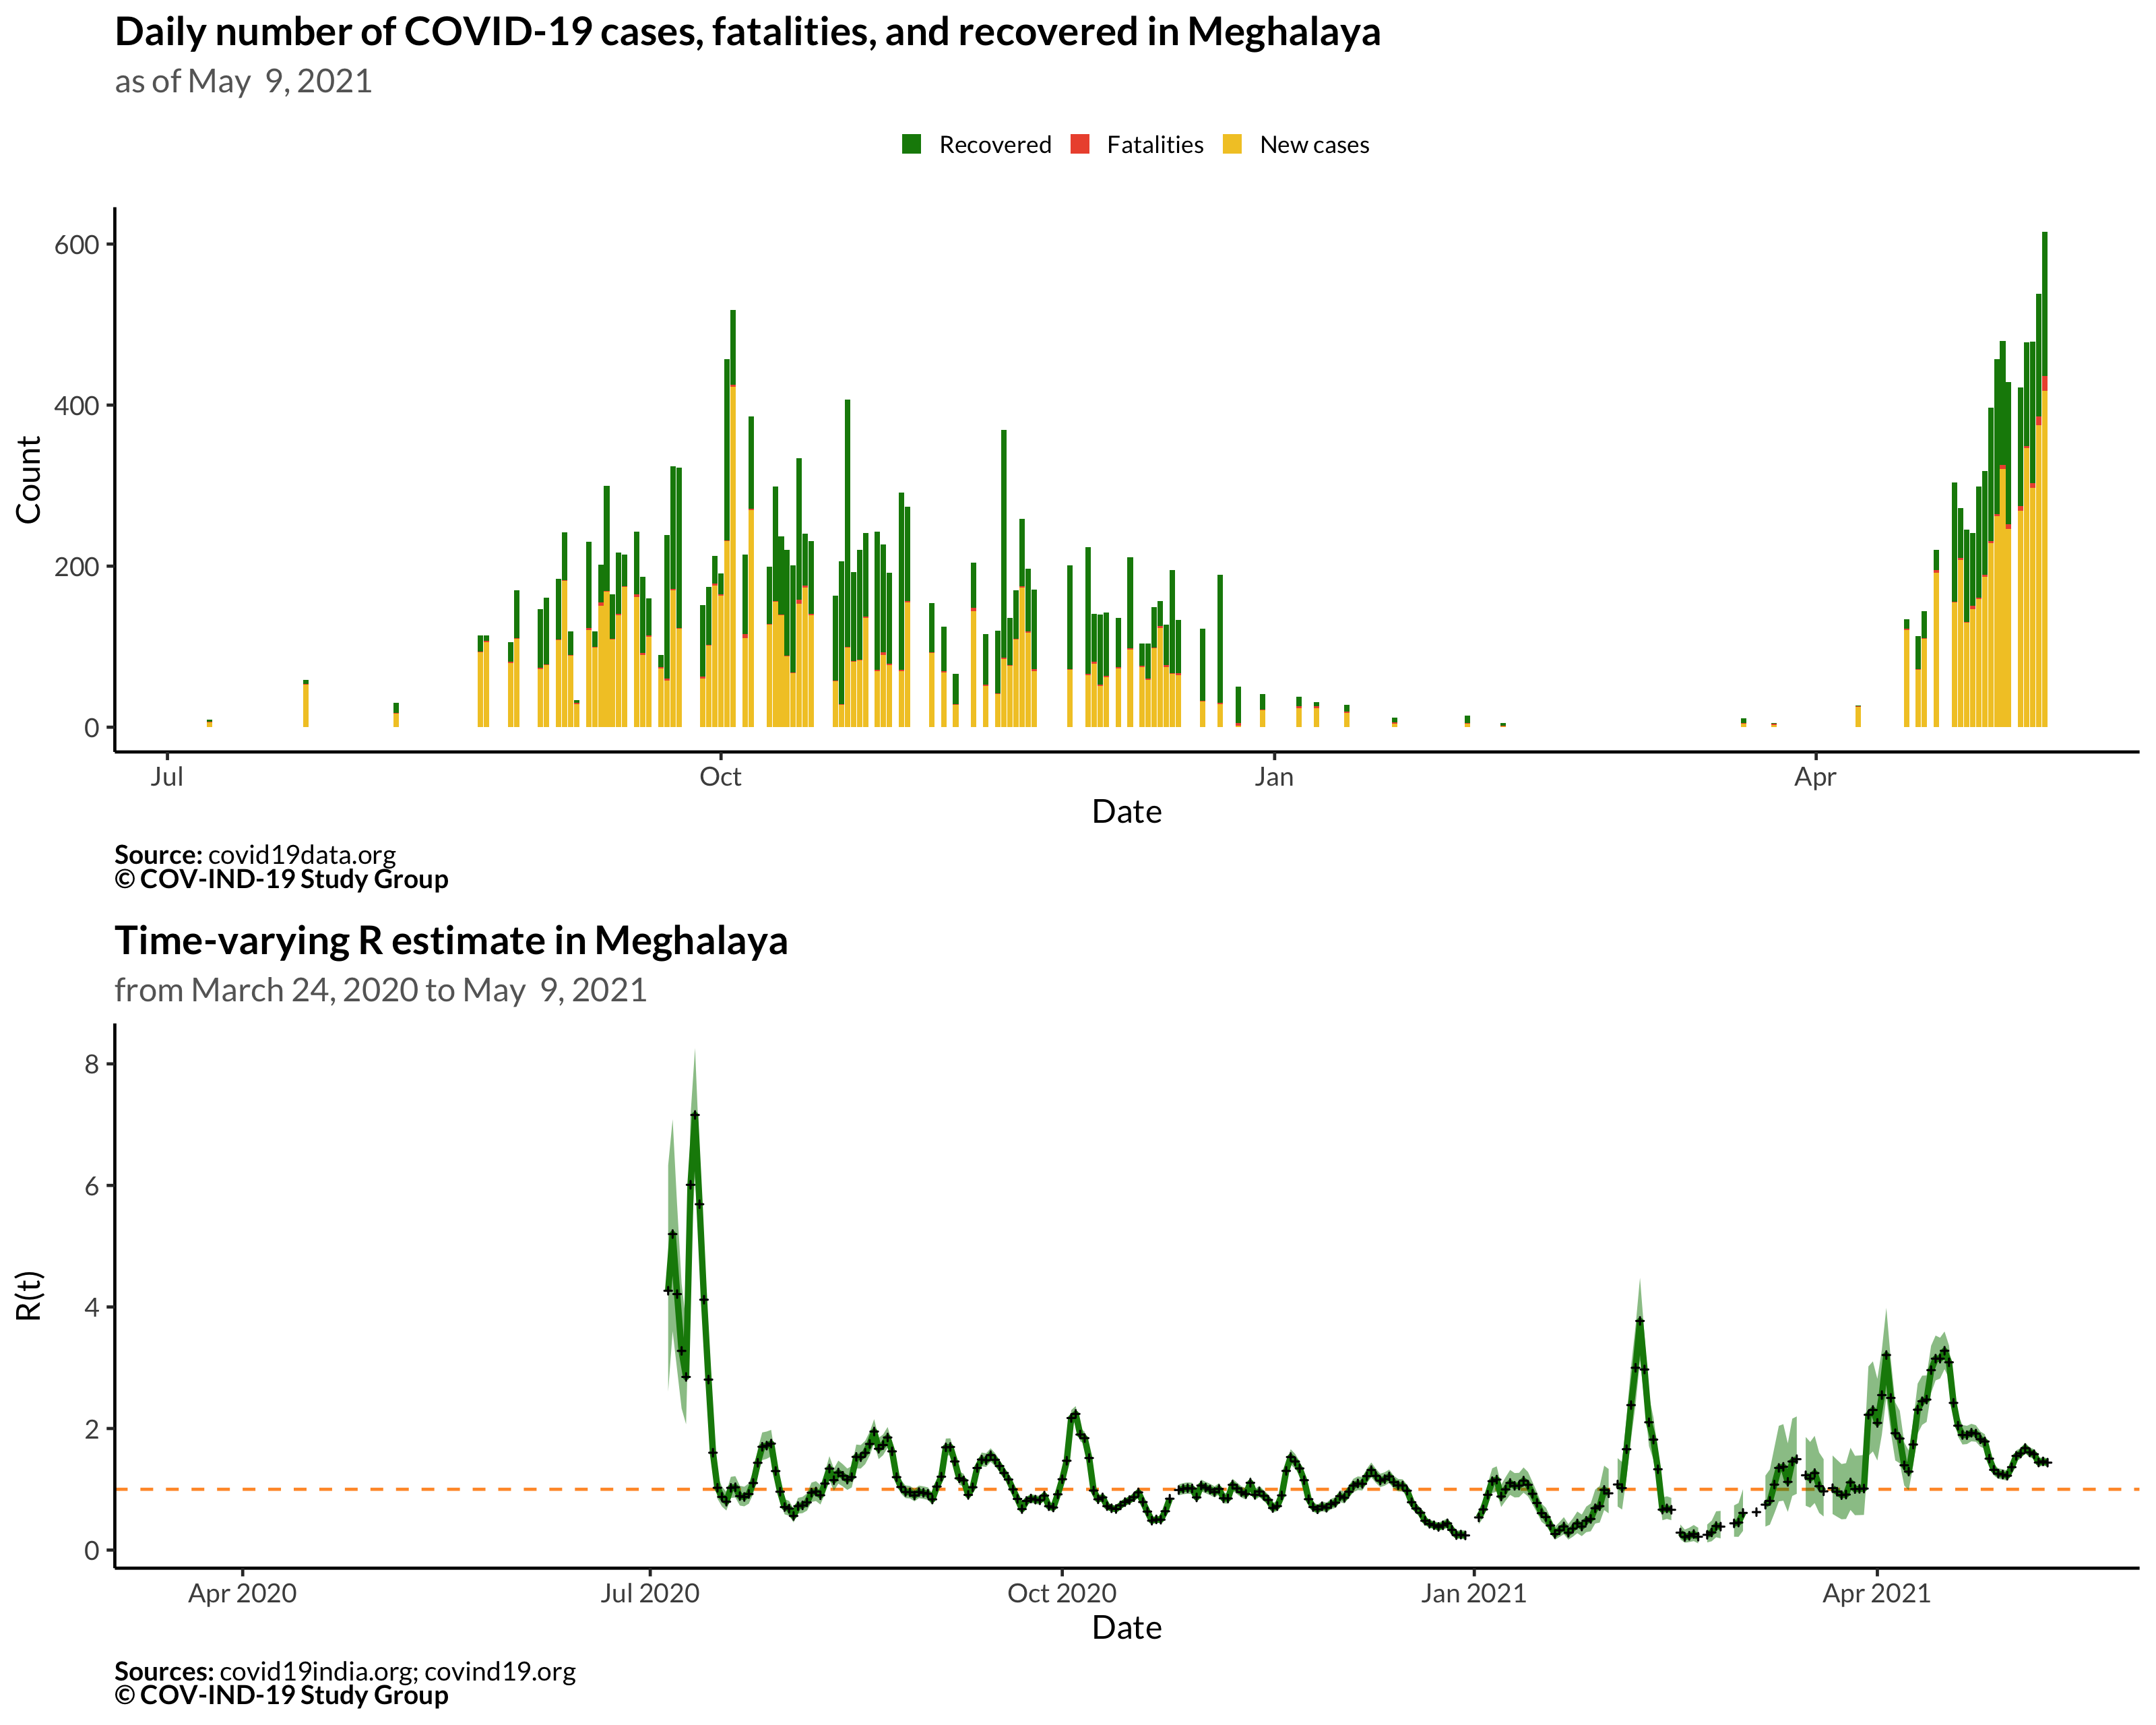 Daily number of COVID-19 cases, fatalities, and recovered in Meghalaya
as of May  9, 2021
Recovered Fatalities New cases
600
400
200
0
Count
Jul Oct Jan Apr
Date
Source: covid19data.org
© COV-IND-19 Study Group
Time-varying R estimate in Meghalaya
from March 24, 2020 to May  9, 2021
8
6
4
2
0
R(t)
Apr 2020 Jul 2020 Oct 2020 Jan 2021 Apr 2021
Date
Sources: covid19india.org; covind19.org
© COV-IND-19 Study Group